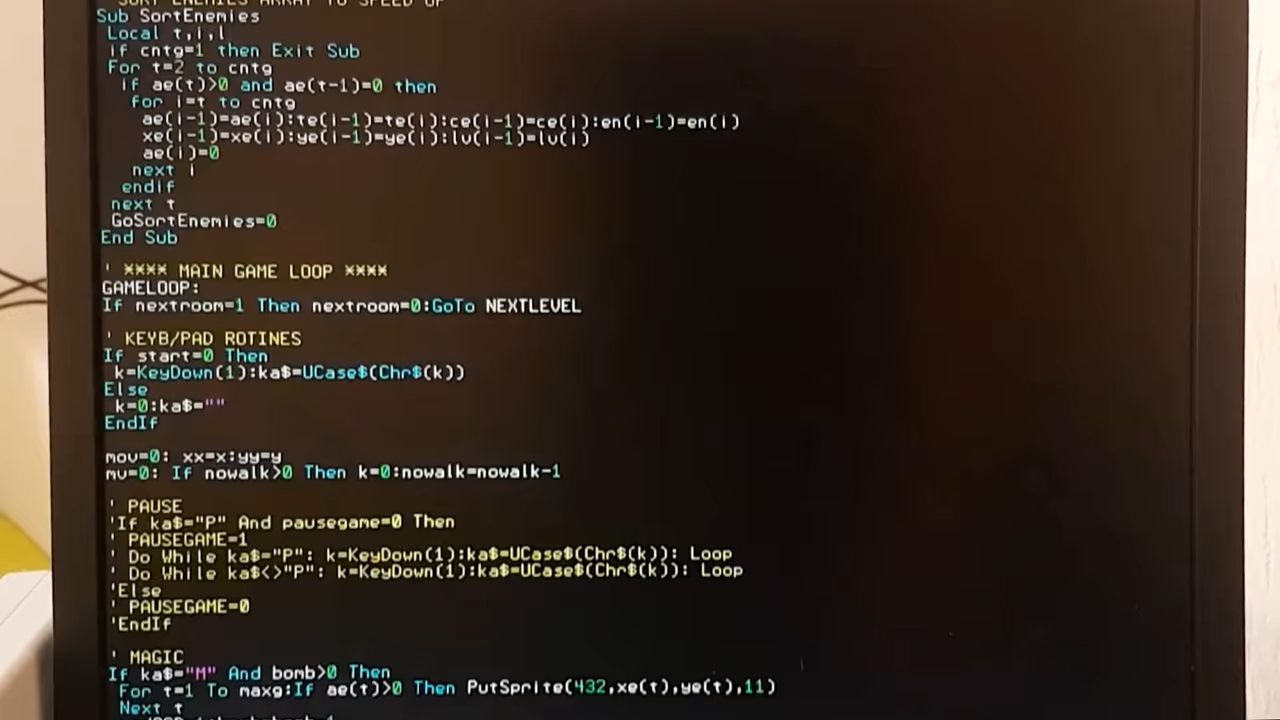 SORT ENEMIES ARRAY TO SPEED UP
Sub SortEnemies
Local t,i,l
if cntg=1 then Exit Sub
For t=2 to cntg
if ae(t)>0 and ae(t-1)=0 then
for i=t to cntg
ae(i-1)=ae(i):te(i-1)=te(i):ce(i-1)=ce(i):en(i-1)=en(i)
xe(i-1)=xe(i):ye(i-1)=ye(i):lv(i-1)=lv(i)
ae(i)=0
next i
endif
next t
GoSortEnemies=0
End Sub
' **** MAIN GAME LOOP ****
GAMELOOP:
If nextroom=1 Then nextroom=0:GoTo NEXTLEVEL
' KEYB/PAD ROTINES
If start=0 Then
k=KeyDown(1):ka$=UCase$(Chr$(k))
Else
k=0:ka$=""
EndIf
mov=0: xx=x:yy=y
mv=0: If nowalk>0 Then k=0:nowalk=nowalk-1
' PAUSE
'If ka$="P" And pausegame=0 Then
' PAUSEGAME=1
' Do While ka$="P": k=KeyDown(1):ka$=UCase$(Chr$(k)): Loop
' Do While ka$<>"P": k=KeyDown(1):ka$=UCase$(Chr$(k)): Loop
'Else
' PAUSEGAME=0
'EndIf
' MAGIC
If ka$="M" And bomb>0 Then
For t=1 To maxg:If ae(t)>0 Then PutSprite(432,xe(t),ye(t),11)
Next t